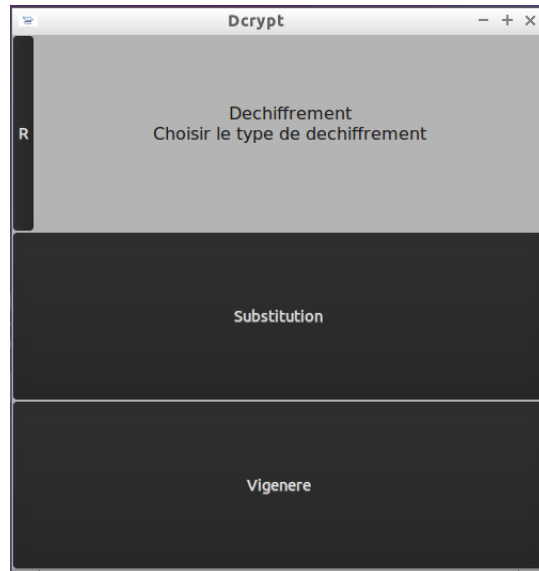 Dcrypt
Dechiffrement
Choisir le type de dechiffrement
R
Substitution
Vigenere